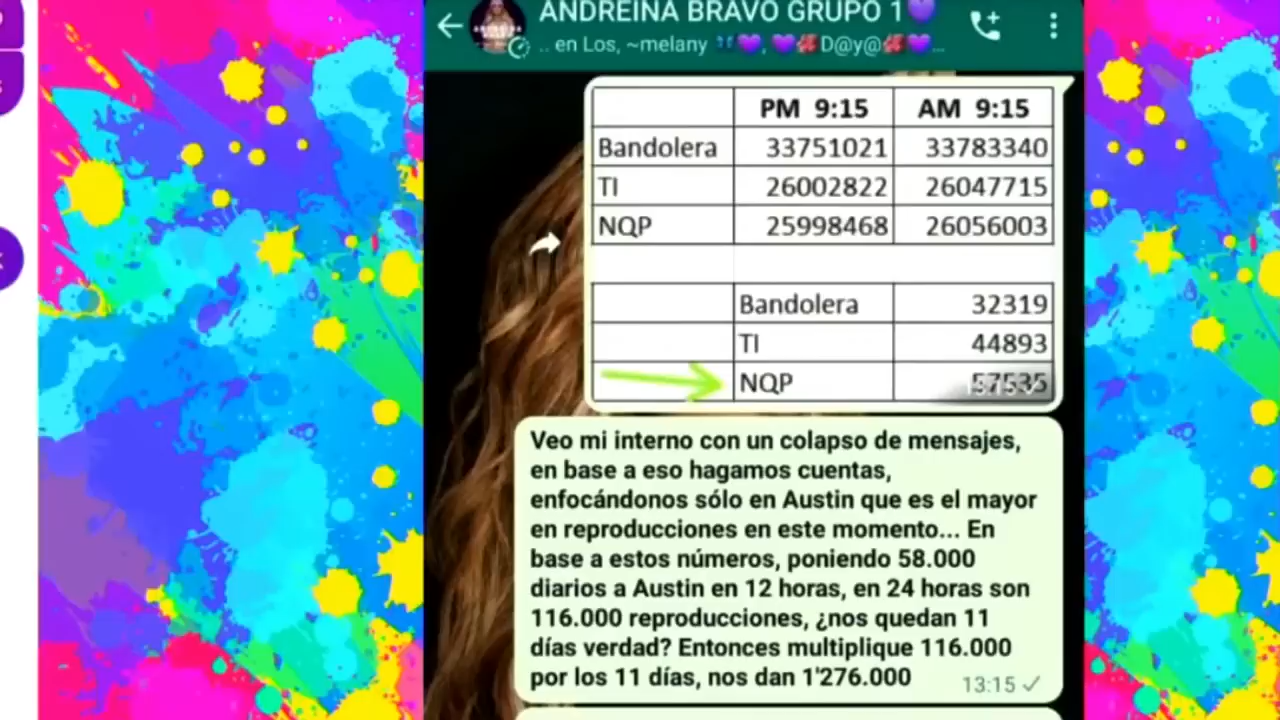 ANDREINA BRAVO GRUPO 1💜
.. en Los, ~melany 💜, 💜 D@y@ 💜...
PM 9:15 AM 9:15
Bandolera 33751021 33783340
TI 26002822 26047715
NQP 25998468 26056003
Bandolera 32319
TI 44893
NQP 57535
Veo mi interno con un colapso de mensajes,
en base a eso hagamos cuentas,
enfocándonos sólo en Austin que es el mayor
en reproducciones en este momento... En
base a estos números, poniendo 58.000
diarios a Austin en 12 horas, en 24 horas son
116.000 reproducciones, ¿nos quedan 11
días verdad? Entonces multiplique 116.000
por los 11 días, nos dan 1'276.000
13:15